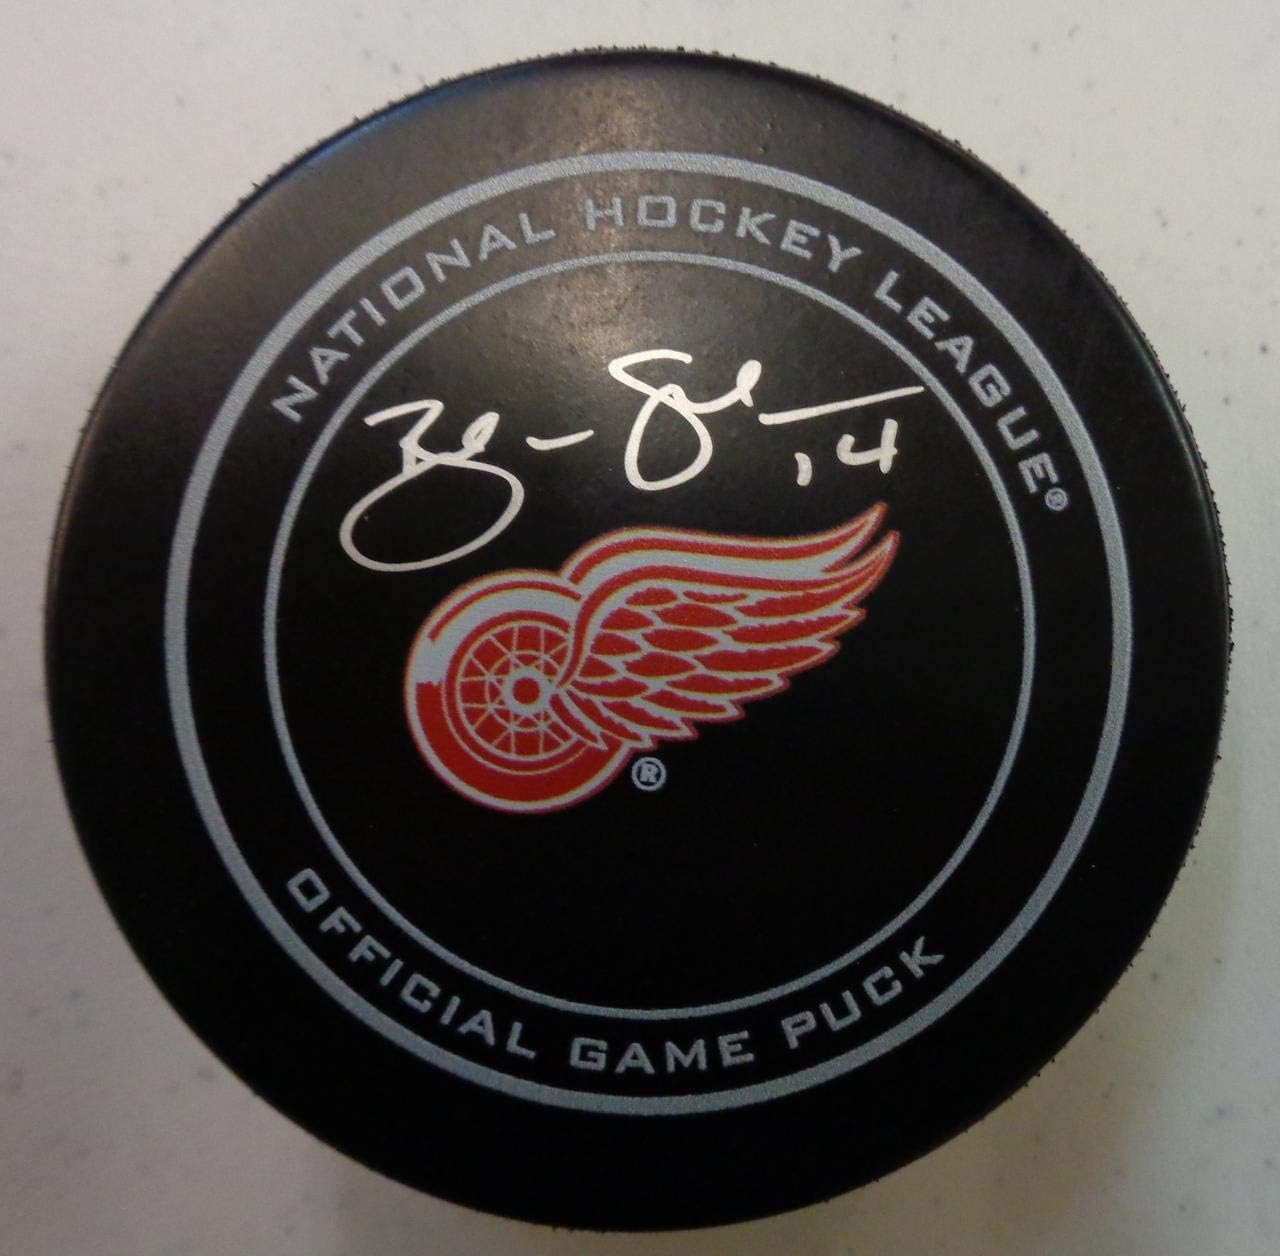 NATIONAL HOCKEY LEAGUE®
14
®
OFFICIAL GAME PUCK